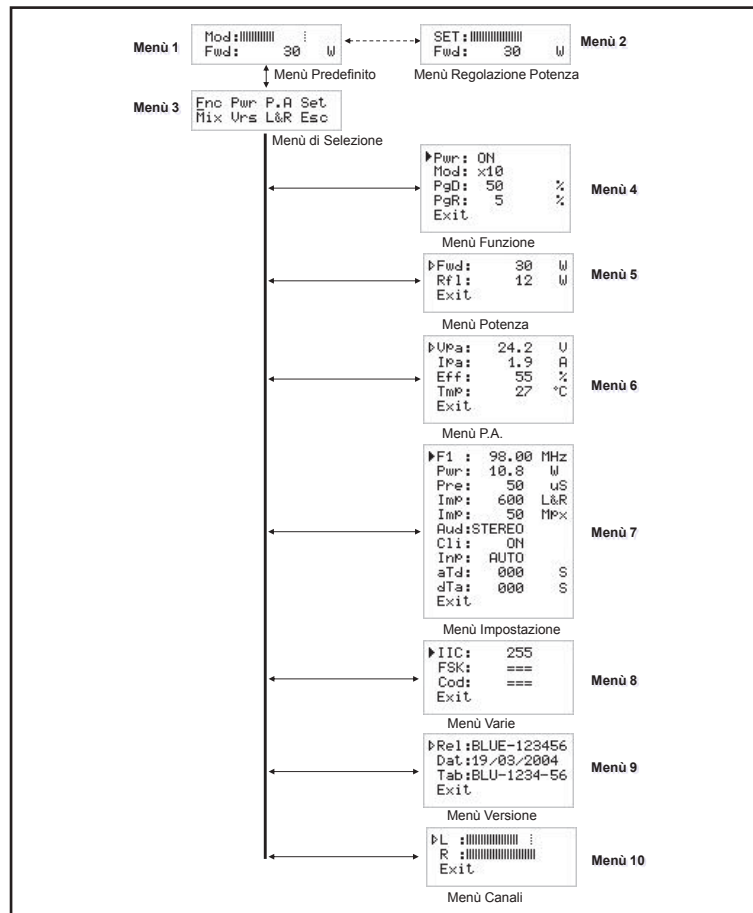 Menù 1
Mod:
Fwd: 30 W
Menù Predefinito
SET:
Fwd: 30 W
Menù 2
Menù Regolazione Potenza
Menù 3
Fnc Pwr P.A Set
Mix Vrs L&R Esc
Menù di Selezione
Pwr: ON
Mod: x10
PgD: 50 %
PgR: 5 %
Exit
Menù 4
Menù Funzione
Fwd: 30 W
Rfl: 12 W
Exit
Menù 5
Menù Potenza
Vpa: 24.2 V
Ipa: 1.9 A
Eff: 55 %
Tmp: 27 °C
Exit
Menù 6
Menù P.A.
F1 : 98.00 MHz
Pwr: 10.8 W
Pre: 50 uS
Imp: 600 L&R
Imp: 50 Mpx
Aud:STEREO
Cli: ON
Inp: AUTO
aTd: 000 S
dTa: 000 S
Exit
Menù 7
Menù Impostazione
IIC: 255
FSK: ===
Cod: ===
Exit
Menù 8
Menù Varie
Rel:BLUE-123456
Dat:19/03/2004
Tab:BLU-1234-56
Exit
Menù 9
Menù Versione
L :
R :
Exit
Menù 10
Menù Canali